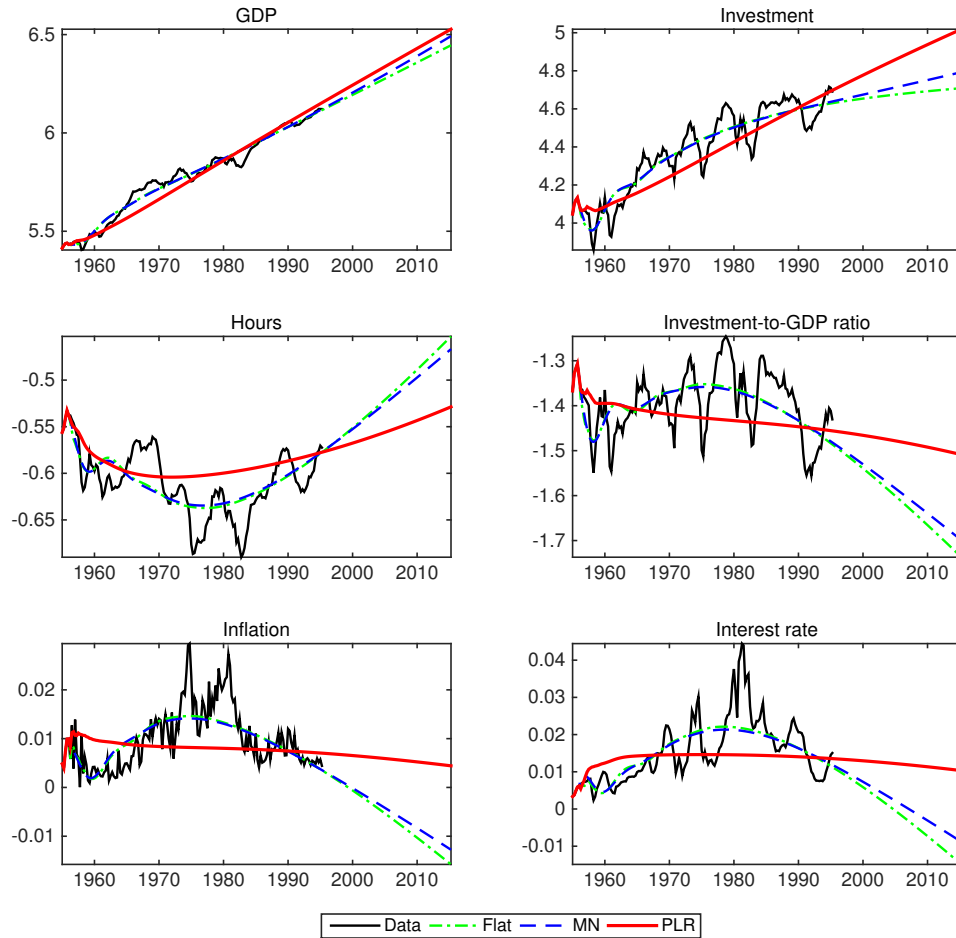 GDP
6.5
6
5.5
1960 1970 1980 1990 2000 2010
Investment
5
4.8
4.6
4.4
4.2
4
1960 1970 1980 1990 2000 2010
Hours
-0.5
-0.55
-0.6
-0.65
1960 1970 1980 1990 2000 2010
Investment-to-GDP ratio
-1.3
-1.4
-1.5
-1.6
-1.7
1960 1970 1980 1990 2000 2010
Inflation
0.02
0.01
0
-0.01
1960 1970 1980 1990 2000 2010
Interest rate
0.04
0.03
0.02
0.01
0
-0.01
1960 1970 1980 1990 2000 2010
Data Flat MN PLR